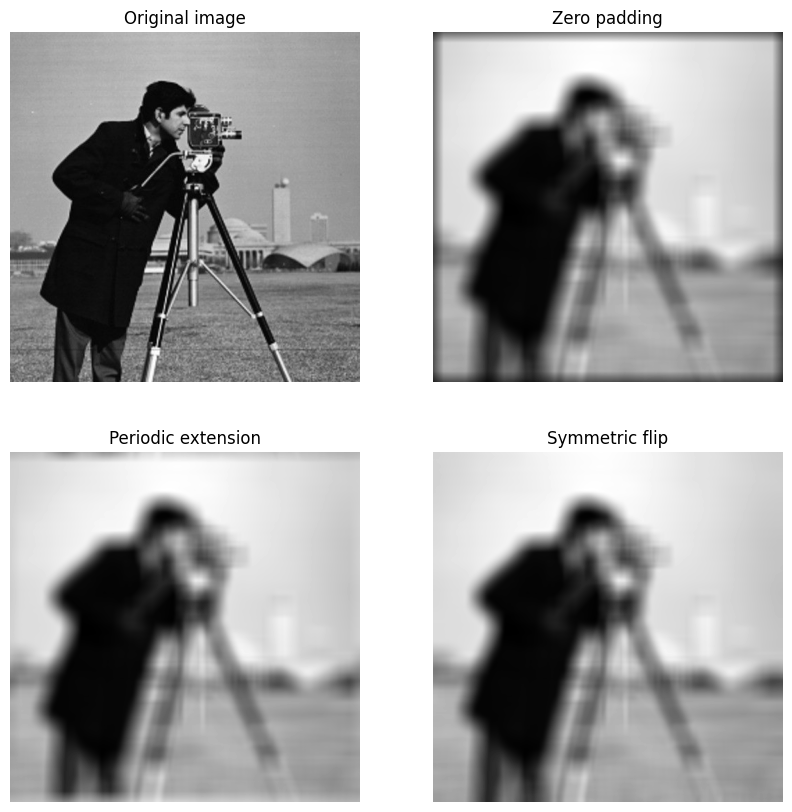 Original image
Zero padding
Periodic extension
Symmetric flip